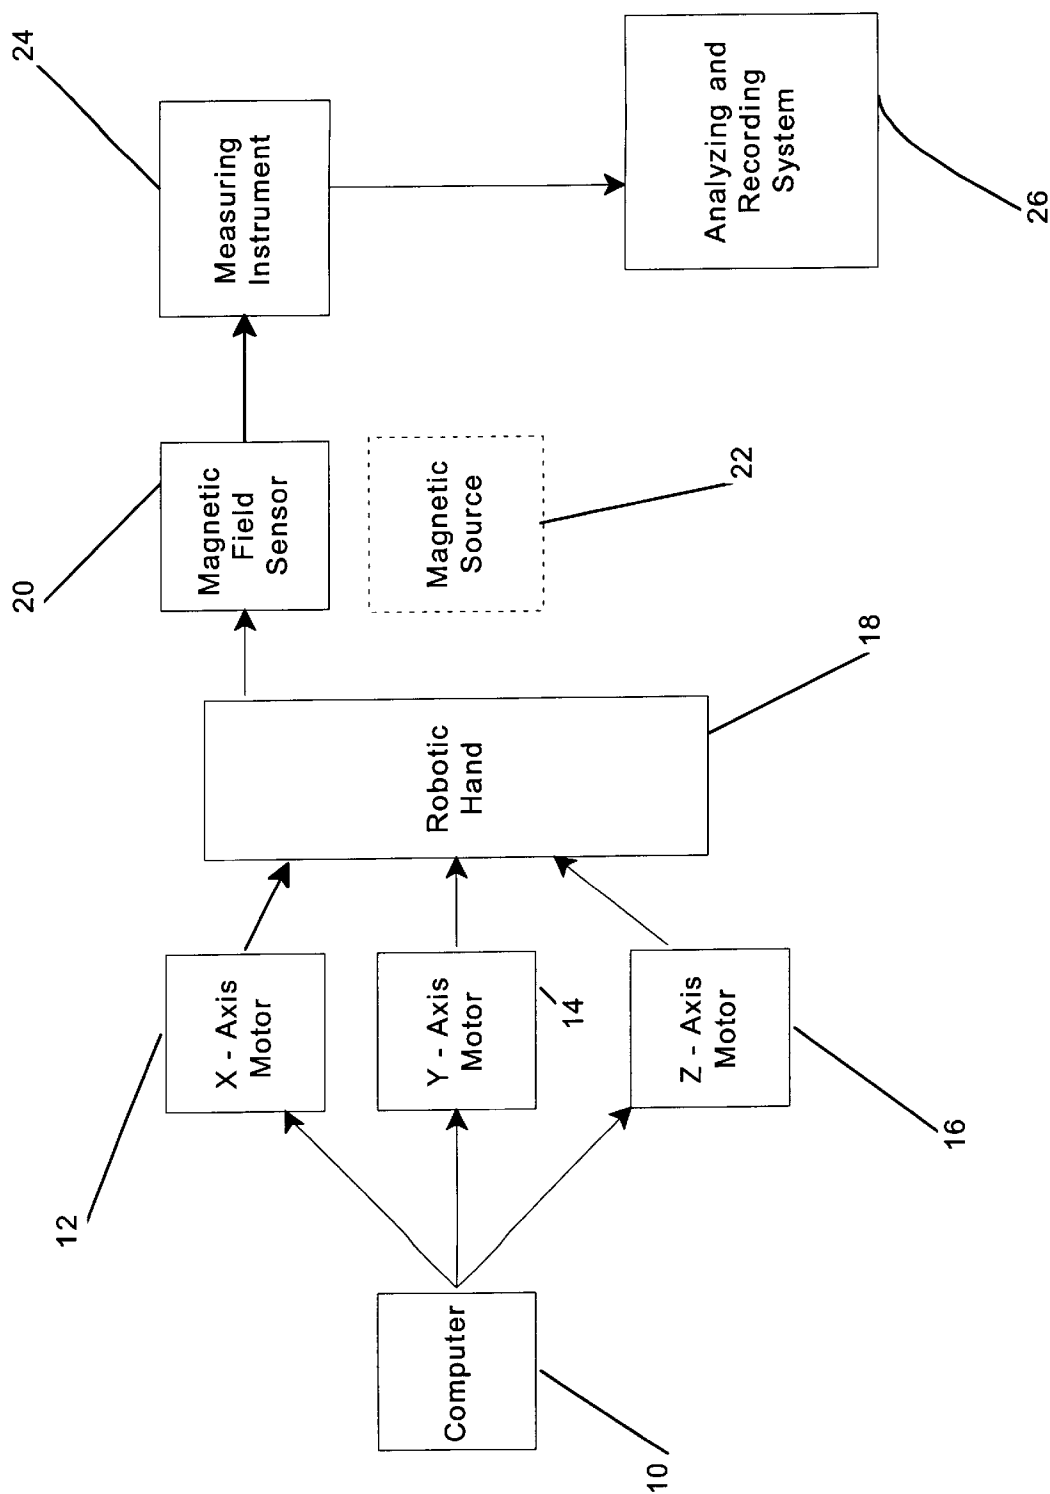 10
Computer
12
X - Axis
Motor
Y - Axis
Motor
14
Z - Axis
Motor
16
Robotic
Hand
18
20
Magnetic
Field
Sensor
Magnetic
Source
22
24
Measuring
Instrument
Analyzing and
Recording
System
26